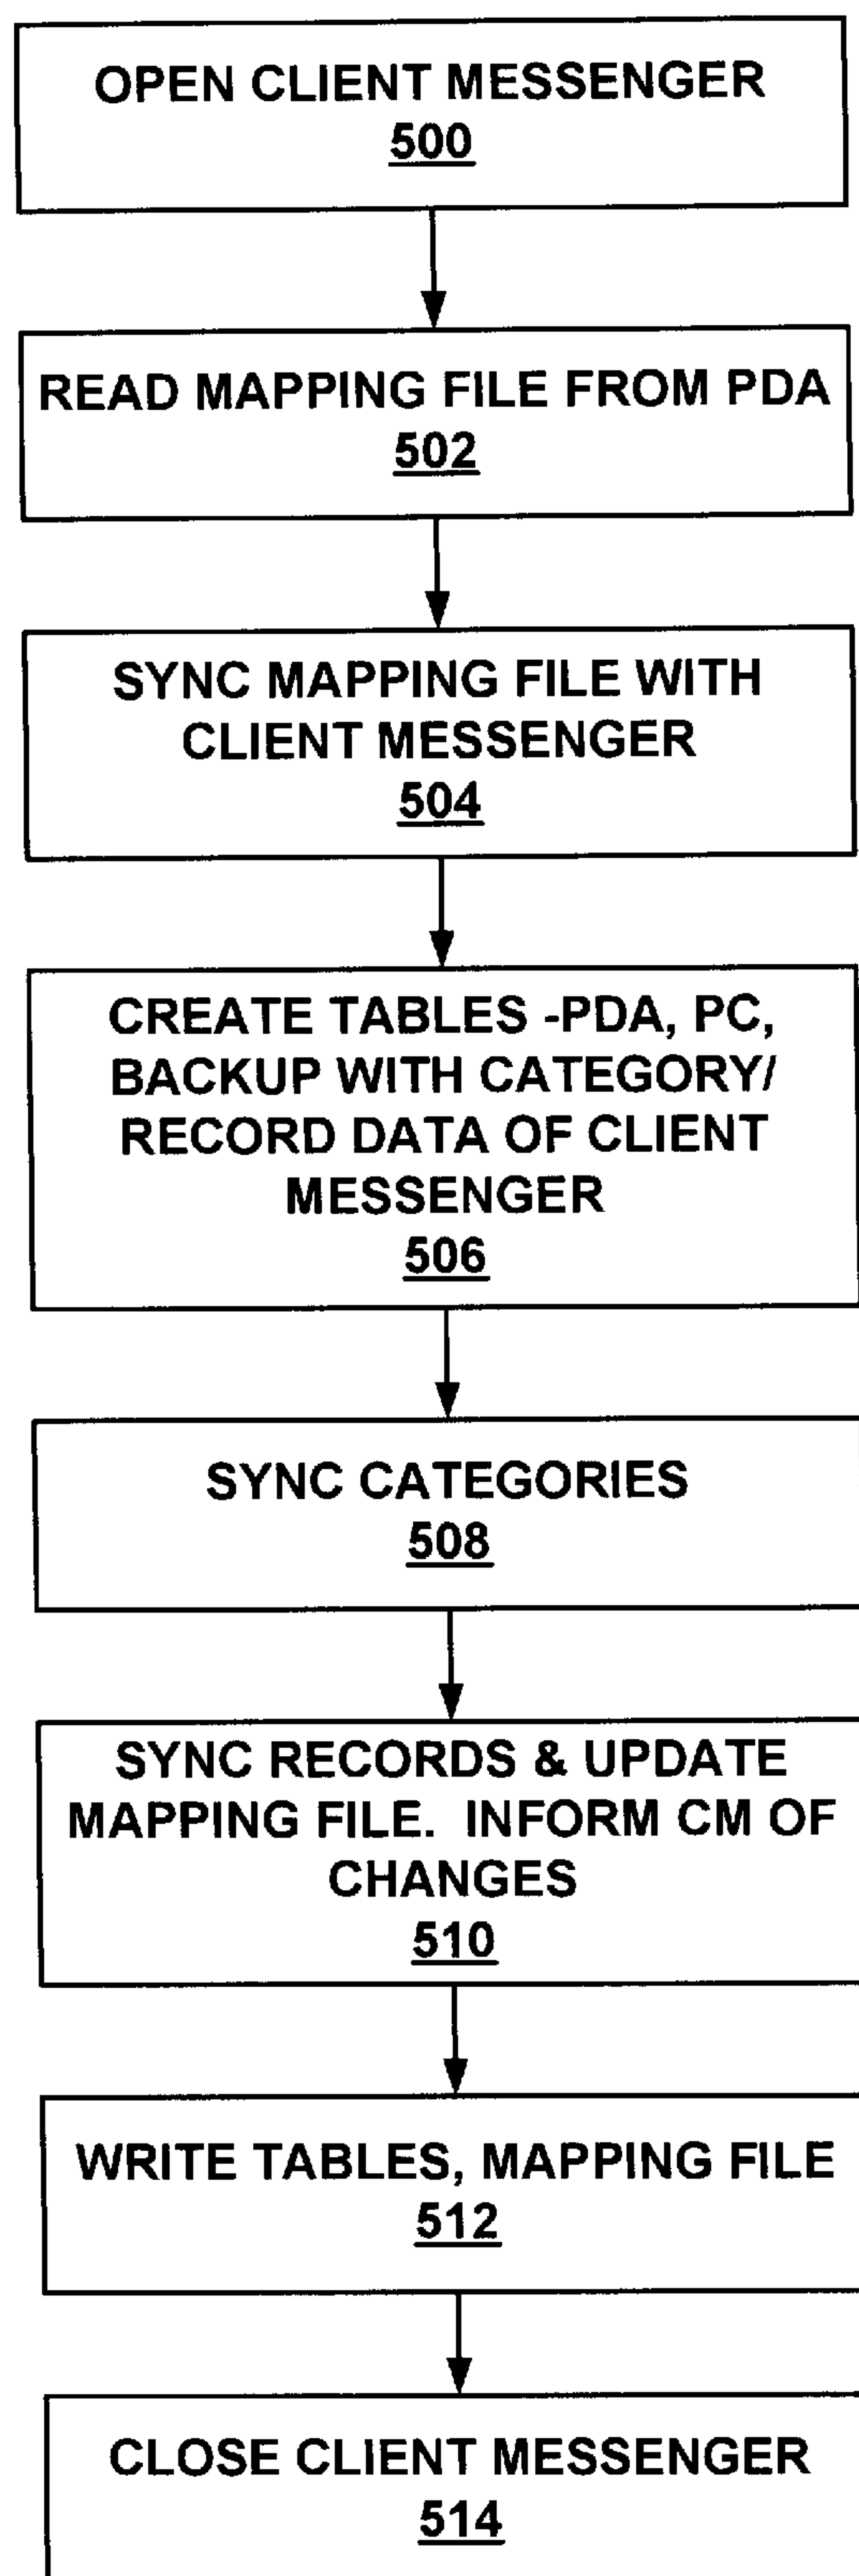 OPEN CLIENT MESSENGER
500
READ MAPPING FILE FROM PDA
502
SYNC MAPPING FILE WITH
CLIENT MESSENGER
504
CREATE TABLES -PDA, PC,
BACKUP WITH CATEGORY/
RECORD DATA OF CLIENT
MESSENGER
506
SYNC CATEGORIES
508
SYNC RECORDS & UPDATE
MAPPING FILE. INFORM CM OF
CHANGES
510
WRITE TABLES, MAPPING FILE
512
CLOSE CLIENT MESSENGER
514